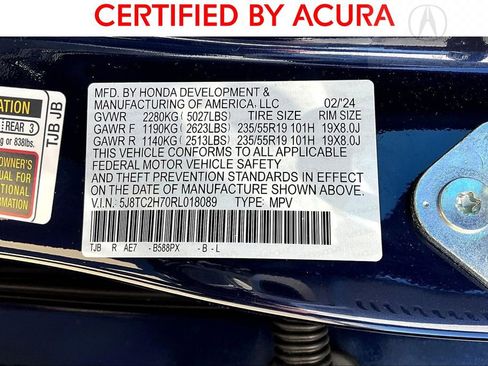 CERTIFIED BY ACURA
MFD. BY HONDA DEVELOPMENT &
MANUFACTURING OF AMERICA, LLC 02/'24
GVWR 2280KG (5027LBS) TIRE SIZE RIM SIZE
GAWR F 1190KG (2623LBS) 235/55R19 101H 19X8.0J
GAWR R 1140KG (2513LBS) 235/55R19 101H 19X8.0J
THIS VEHICLE CONFORMS TO ALL APPLICABLE
FEDERAL MOTOR VEHICLE SAFETY
AND THEFT PREVENTION STANDARDS IN EFFECT ON
THE DATE OF MANUFACTURE SHOWN ABOVE.
V.I.N.: 5J8TC2H70RL018089 TYPE: MPV
TJB R AE7 - B588PX - B - L
TJB JB
REAR 3
or 838lbs.
OWNER'S
MANUAL FOR